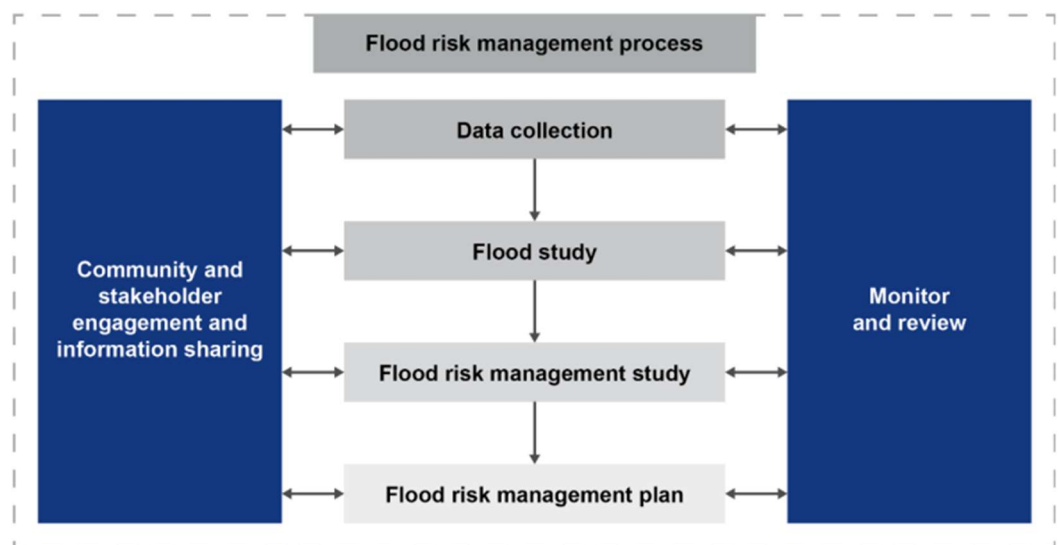 Flood risk management process
Data collection
Flood study
Community and
stakeholder
engagement and
information sharing
Monitor
and review
Flood risk management study
Flood risk management plan